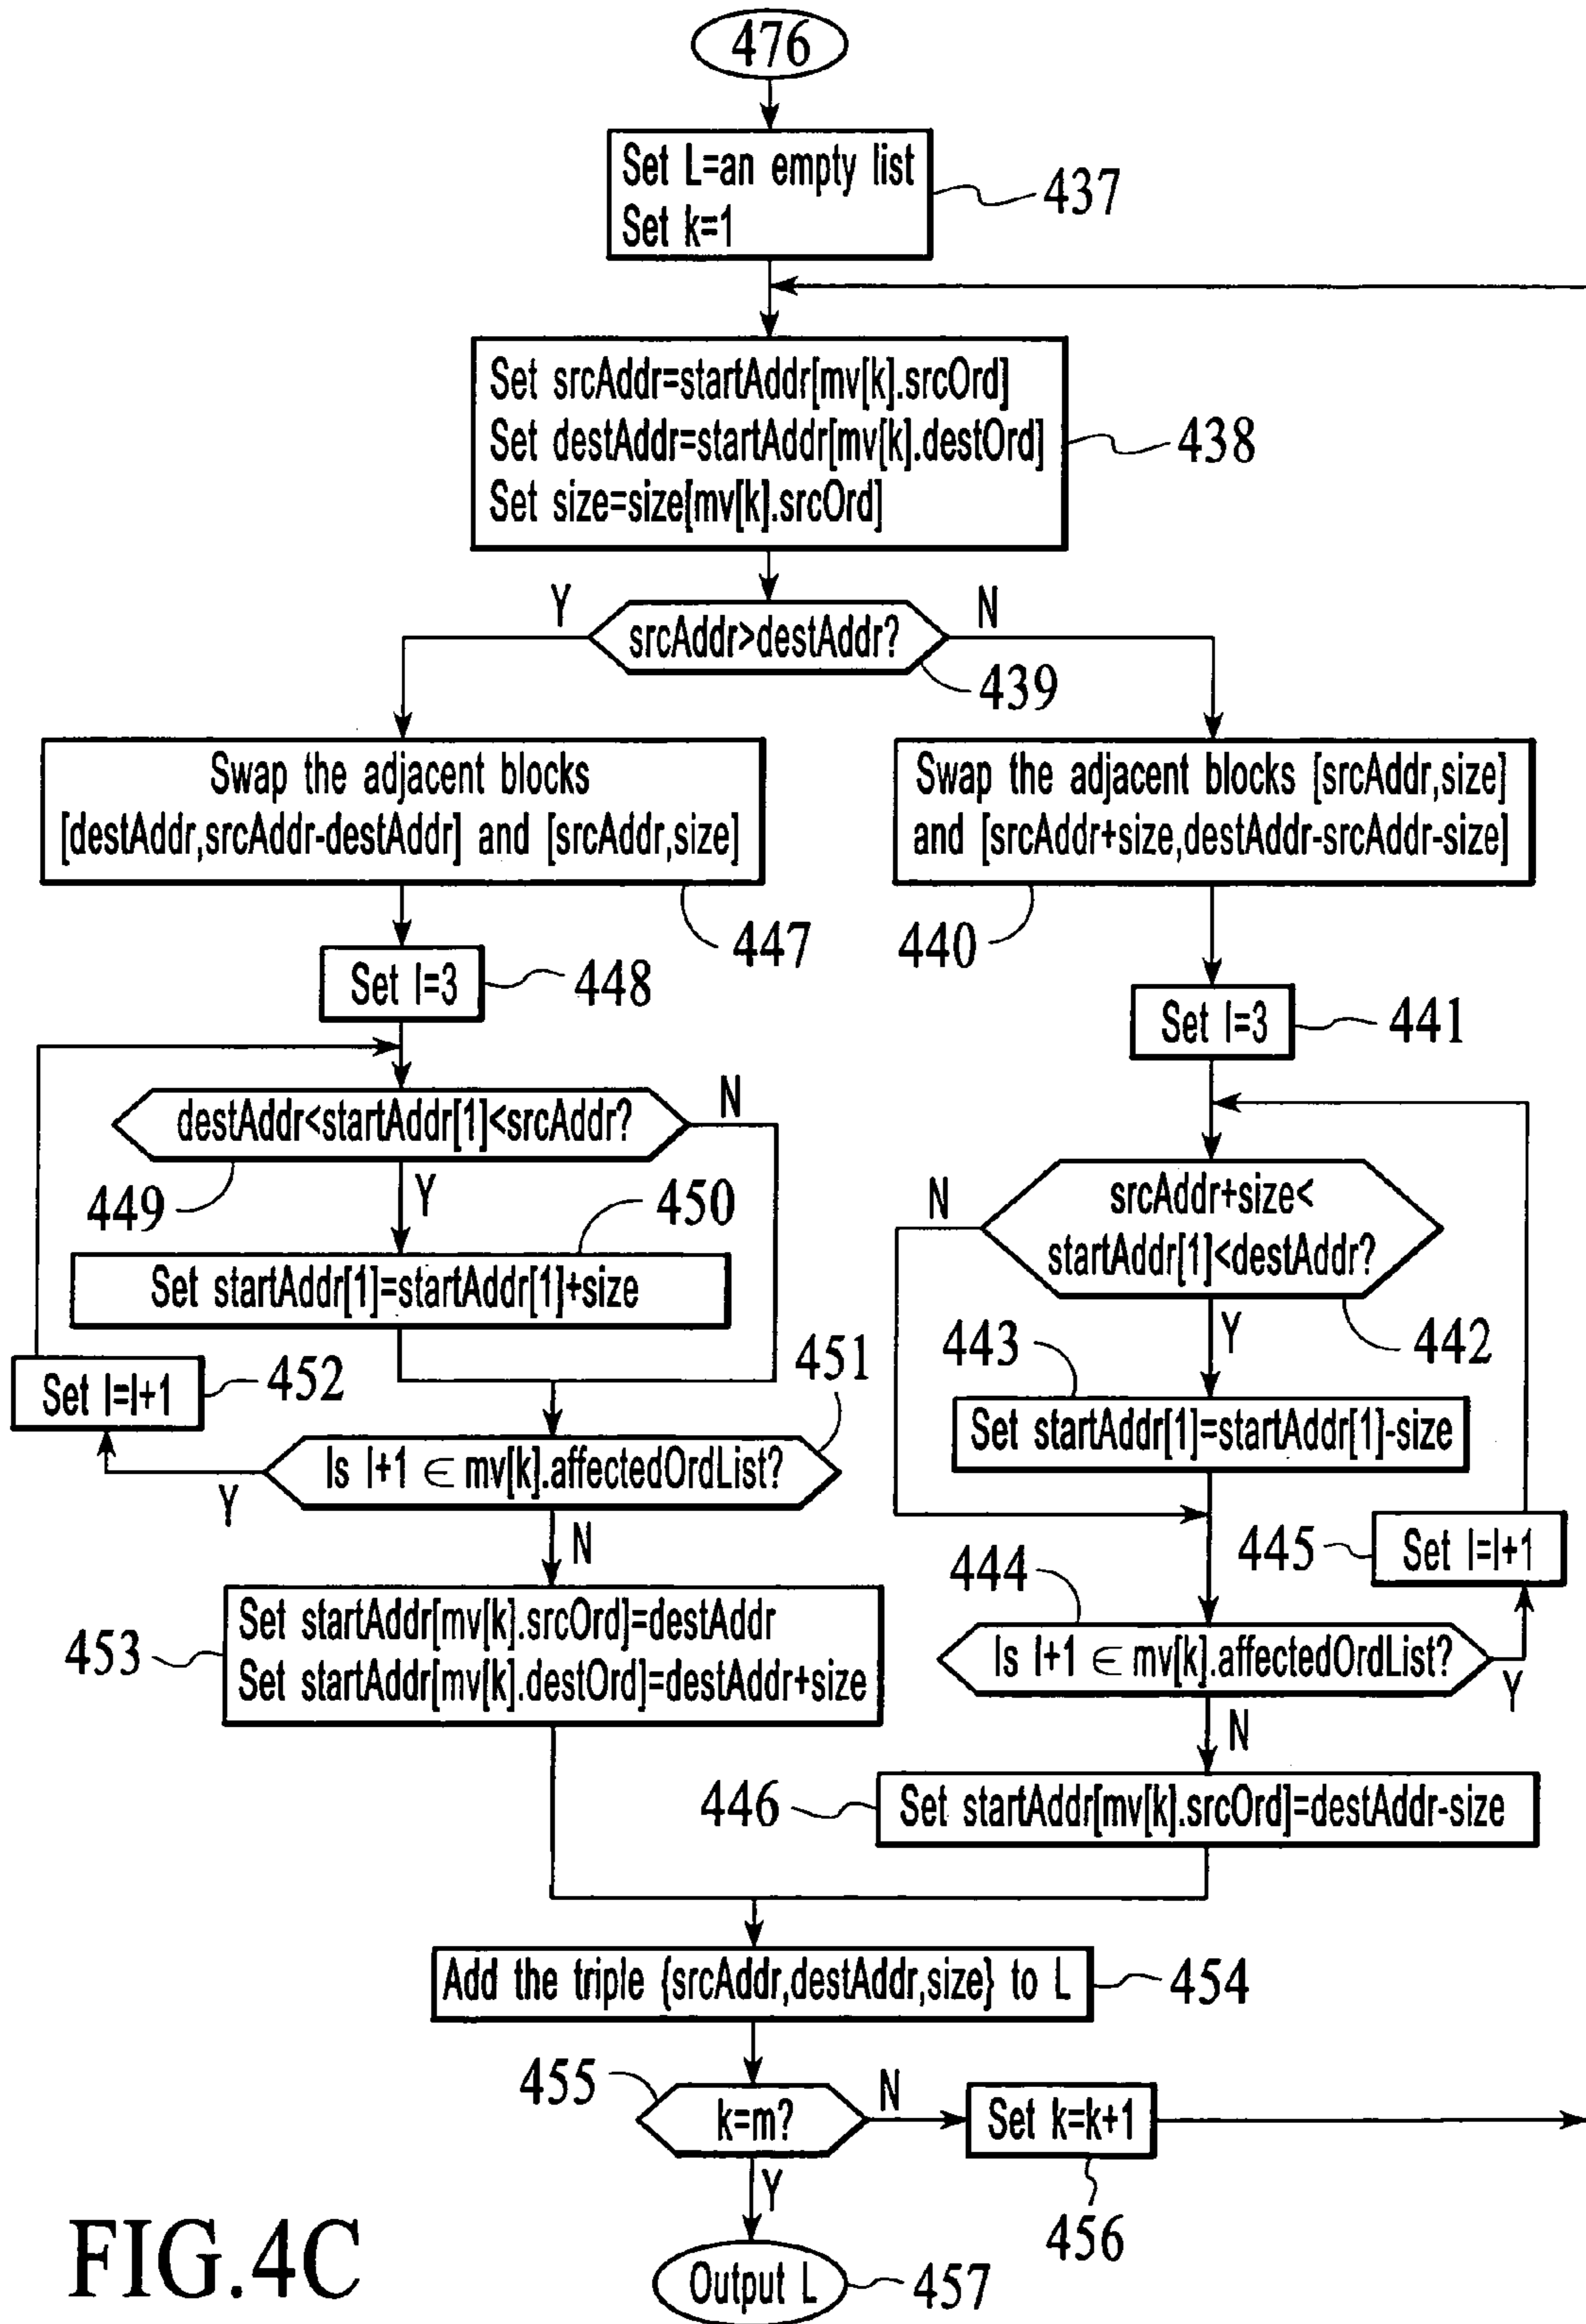 476
Set L=an empty list
Set k=1
437
Set srcAddr=startAddr[mv[k].srcOrd]
Set destAddr=startAddr[mv[k].destOrd]
Set size=size[mv[k].srcOrd]
438
Y
srcAddr>destAddr?
N
439
Swap the adjacent blocks
[destAddr,srcAddr-destAddr] and [srcAddr,size]
447
Swap the adjacent blocks [srcAddr,size]
and [srcAddr+size,destAddr-srcAddr-size]
440
Set l=3
448
Set l=3
441
destAddr<startAddr[1]<srcAddr?
N
449
Y
450
Set startAddr[1]=startAddr[1]+size
N
srcAddr+size<
startAddr[1]<destAddr?
442
Y
443
Set startAddr[1]=startAddr[1]-size
Set l=l+1
452
451
Is l+1 ∈ mv[k].affectedOrdList?
Y
N
445
Set l=l+1
444
Is l+1 ∈ mv[k].affectedOrdList?
Y
N
453
Set startAddr[mv[k].srcOrd]=destAddr
Set startAddr[mv[k].destOrd]=destAddr+size
446
Set startAddr[mv[k].srcOrd]=destAddr-size
Add the triple {srcAddr,destAddr,size} to L
454
455
k=m?
N
Set k=k+1
456
Y
Output L
457
FIG.4C